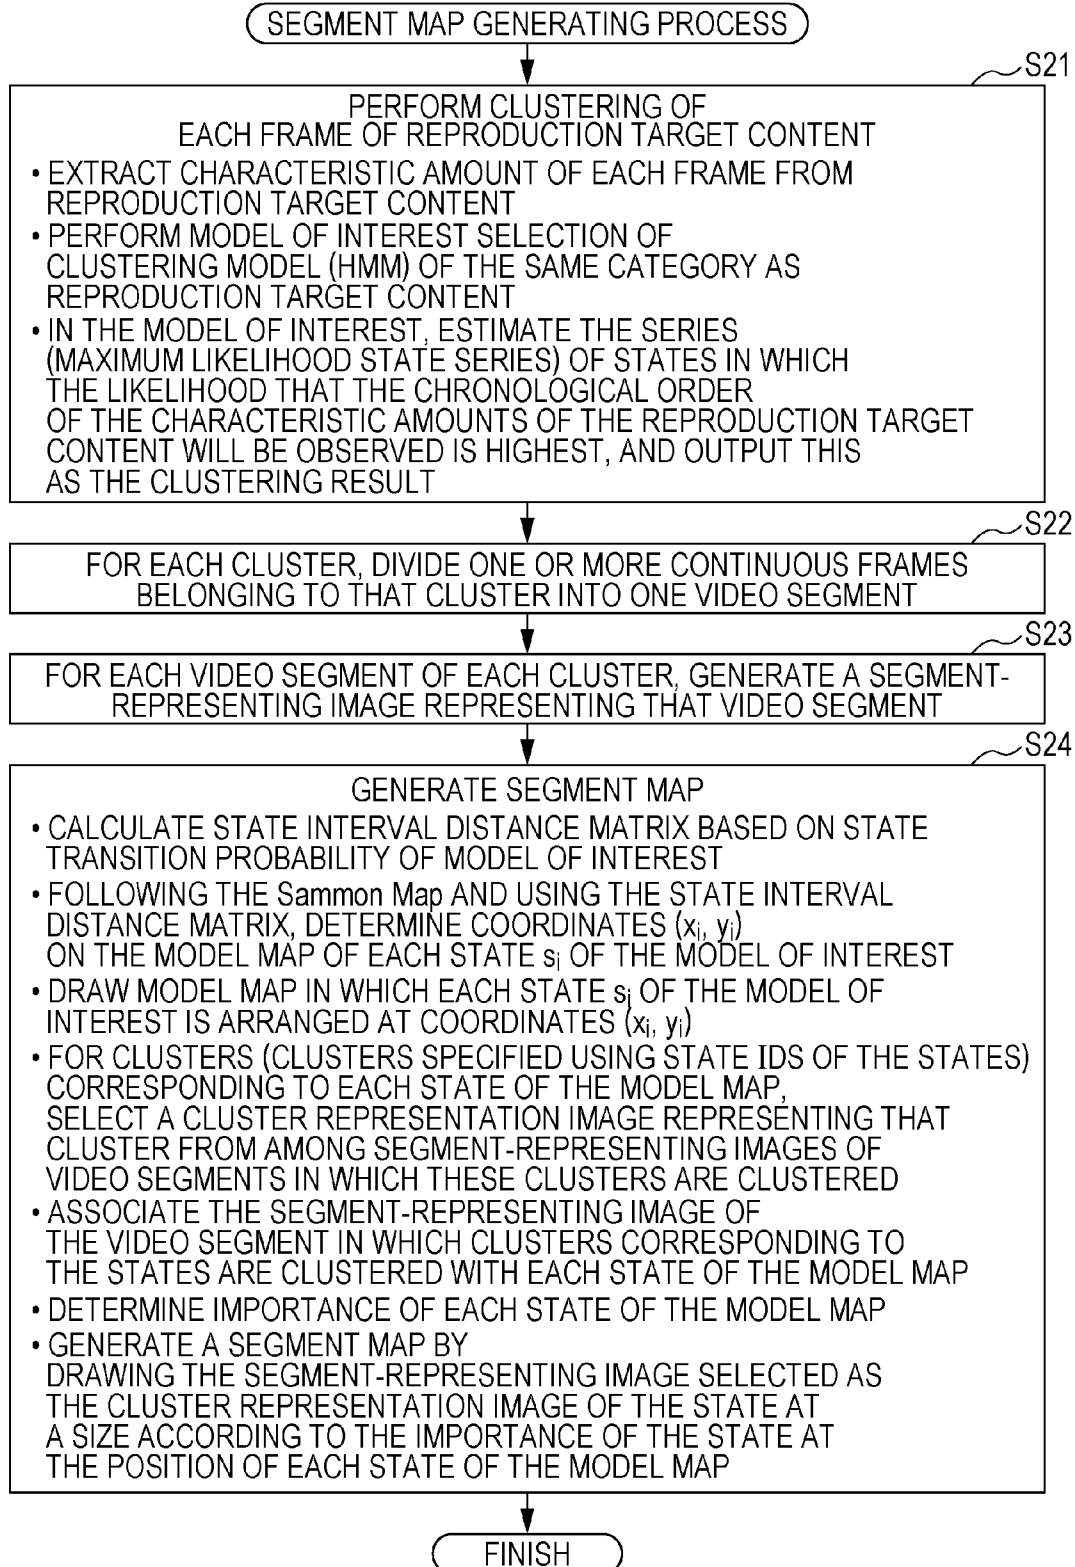 SEGMENT MAP GENERATING PROCESS
S21
PERFORM CLUSTERING OF
EACH FRAME OF REPRODUCTION TARGET CONTENT
• EXTRACT CHARACTERISTIC AMOUNT OF EACH FRAME FROM
REPRODUCTION TARGET CONTENT
• PERFORM MODEL OF INTEREST SELECTION OF
CLUSTERING MODEL (HMM) OF THE SAME CATEGORY AS
REPRODUCTION TARGET CONTENT
• IN THE MODEL OF INTEREST, ESTIMATE THE SERIES
(MAXIMUM LIKELIHOOD STATE SERIES) OF STATES IN WHICH
THE LIKELIHOOD THAT THE CHRONOLOGICAL ORDER
OF THE CHARACTERISTIC AMOUNTS OF THE REPRODUCTION TARGET
CONTENT WILL BE OBSERVED IS HIGHEST, AND OUTPUT THIS
AS THE CLUSTERING RESULT
S22
FOR EACH CLUSTER, DIVIDE ONE OR MORE CONTINUOUS FRAMES
BELONGING TO THAT CLUSTER INTO ONE VIDEO SEGMENT
S23
FOR EACH VIDEO SEGMENT OF EACH CLUSTER, GENERATE A SEGMENT-
REPRESENTING IMAGE REPRESENTING THAT VIDEO SEGMENT
S24
GENERATE SEGMENT MAP
• CALCULATE STATE INTERVAL DISTANCE MATRIX BASED ON STATE
TRANSITION PROBABILITY OF MODEL OF INTEREST
• FOLLOWING THE Sammon Map AND USING THE STATE INTERVAL
DISTANCE MATRIX, DETERMINE COORDINATES (xi, yi)
ON THE MODEL MAP OF EACH STATE si OF THE MODEL OF INTEREST
• DRAW MODEL MAP IN WHICH EACH STATE si OF THE MODEL OF
INTEREST IS ARRANGED AT COORDINATES (xi, yi)
• FOR CLUSTERS (CLUSTERS SPECIFIED USING STATE IDS OF THE STATES)
CORRESPONDING TO EACH STATE OF THE MODEL MAP,
SELECT A CLUSTER REPRESENTATION IMAGE REPRESENTING THAT
CLUSTER FROM AMONG SEGMENT-REPRESENTING IMAGES OF
VIDEO SEGMENTS IN WHICH THESE CLUSTERS ARE CLUSTERED
• ASSOCIATE THE SEGMENT-REPRESENTING IMAGE OF
THE VIDEO SEGMENT IN WHICH CLUSTERS CORRESPONDING TO
THE STATES ARE CLUSTERED WITH EACH STATE OF THE MODEL MAP
• DETERMINE IMPORTANCE OF EACH STATE OF THE MODEL MAP
• GENERATE A SEGMENT MAP BY
DRAWING THE SEGMENT-REPRESENTING IMAGE SELECTED AS
THE CLUSTER REPRESENTATION IMAGE OF THE STATE AT
A SIZE ACCORDING TO THE IMPORTANCE OF THE STATE AT
THE POSITION OF EACH STATE OF THE MODEL MAP
FINISH